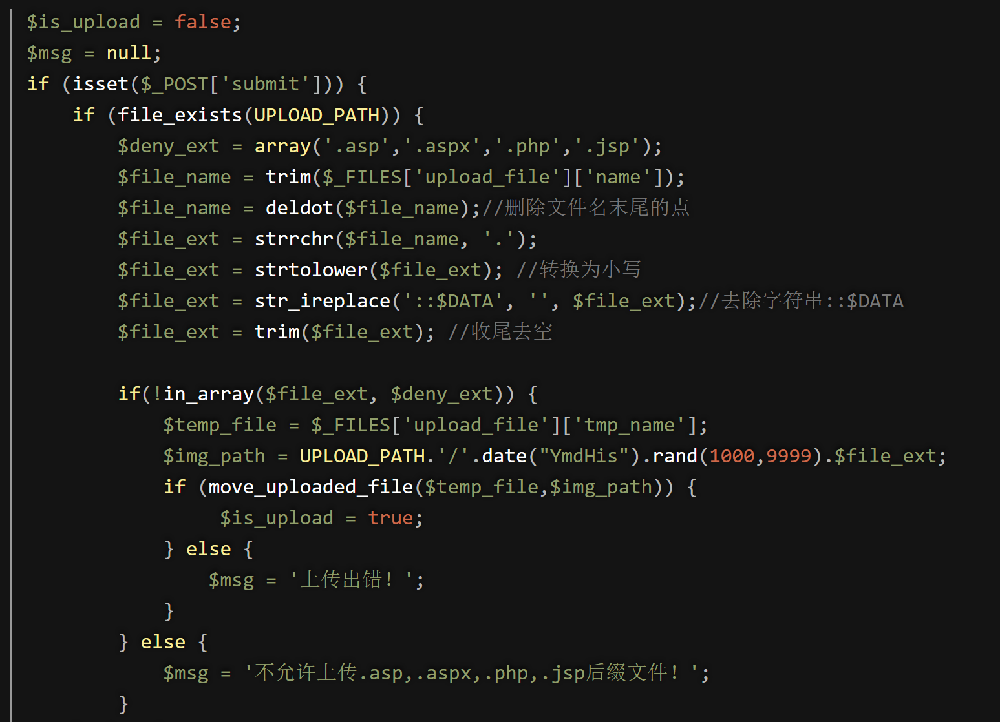 $is_upload = false;
$msg = null;
if (isset($_POST['submit'])) {
    if (file_exists(UPLOAD_PATH)) {
        $deny_ext = array('.asp','.aspx','.php','.jsp');
        $file_name = trim($_FILES['upload_file']['name']);
        $file_name = deldot($file_name);//删除文件名末尾的点
        $file_ext = strrchr($file_name, '.');
        $file_ext = strtolower($file_ext); //转换为小写
        $file_ext = str_ireplace('::$DATA', '', $file_ext);//去除字符串::$DATA
        $file_ext = trim($file_ext); //收尾去空

        if(!in_array($file_ext, $deny_ext)) {
            $temp_file = $_FILES['upload_file']['tmp_name'];
            $img_path = UPLOAD_PATH.'/'.date("YmdHis").rand(1000,9999).$file_ext;
            if (move_uploaded_file($temp_file,$img_path)) {
                 $is_upload = true;
            } else {
                $msg = '上传出错！';
            }
        } else {
            $msg = '不允许上传.asp,.aspx,.php,.jsp后缀文件！';
        }